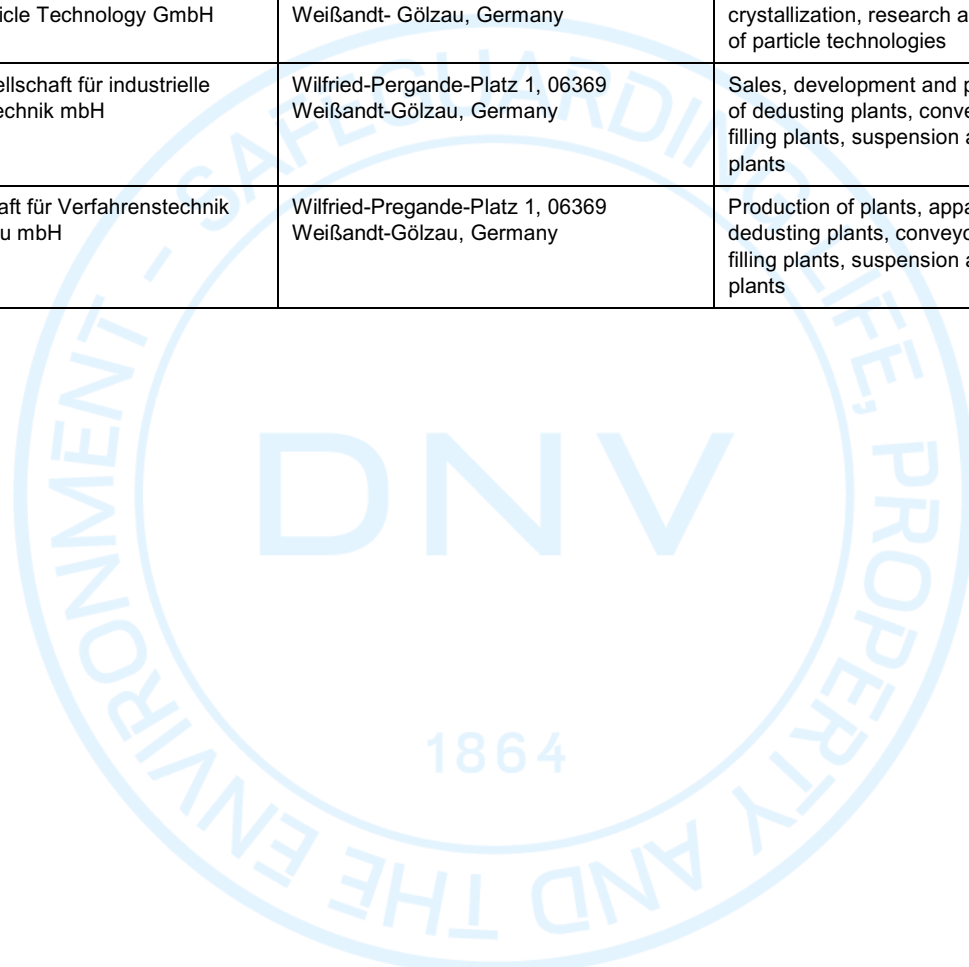 icle Technology GmbH
Weißandt- Gölzau, Germany
crystallization, research a
of particle technologies
ellschaft für industrielle
echnik mbH
Wilfried-Pergande-Platz 1, 06369
Weißandt-Gölzau, Germany
Sales, development and p
of dedusting plants, conve
filling plants, suspension a
plants
aft für Verfahrenstechnik
u mbH
Wilfried-Pregande-Platz 1, 06369
Weißandt-Gölzau, Germany
Production of plants, appa
dedusting plants, conveyo
filling plants, suspension a
plants
SAFEGUARDING LIFE, PROPERTY AND THE ENVIRONMENT -
DNV
1864